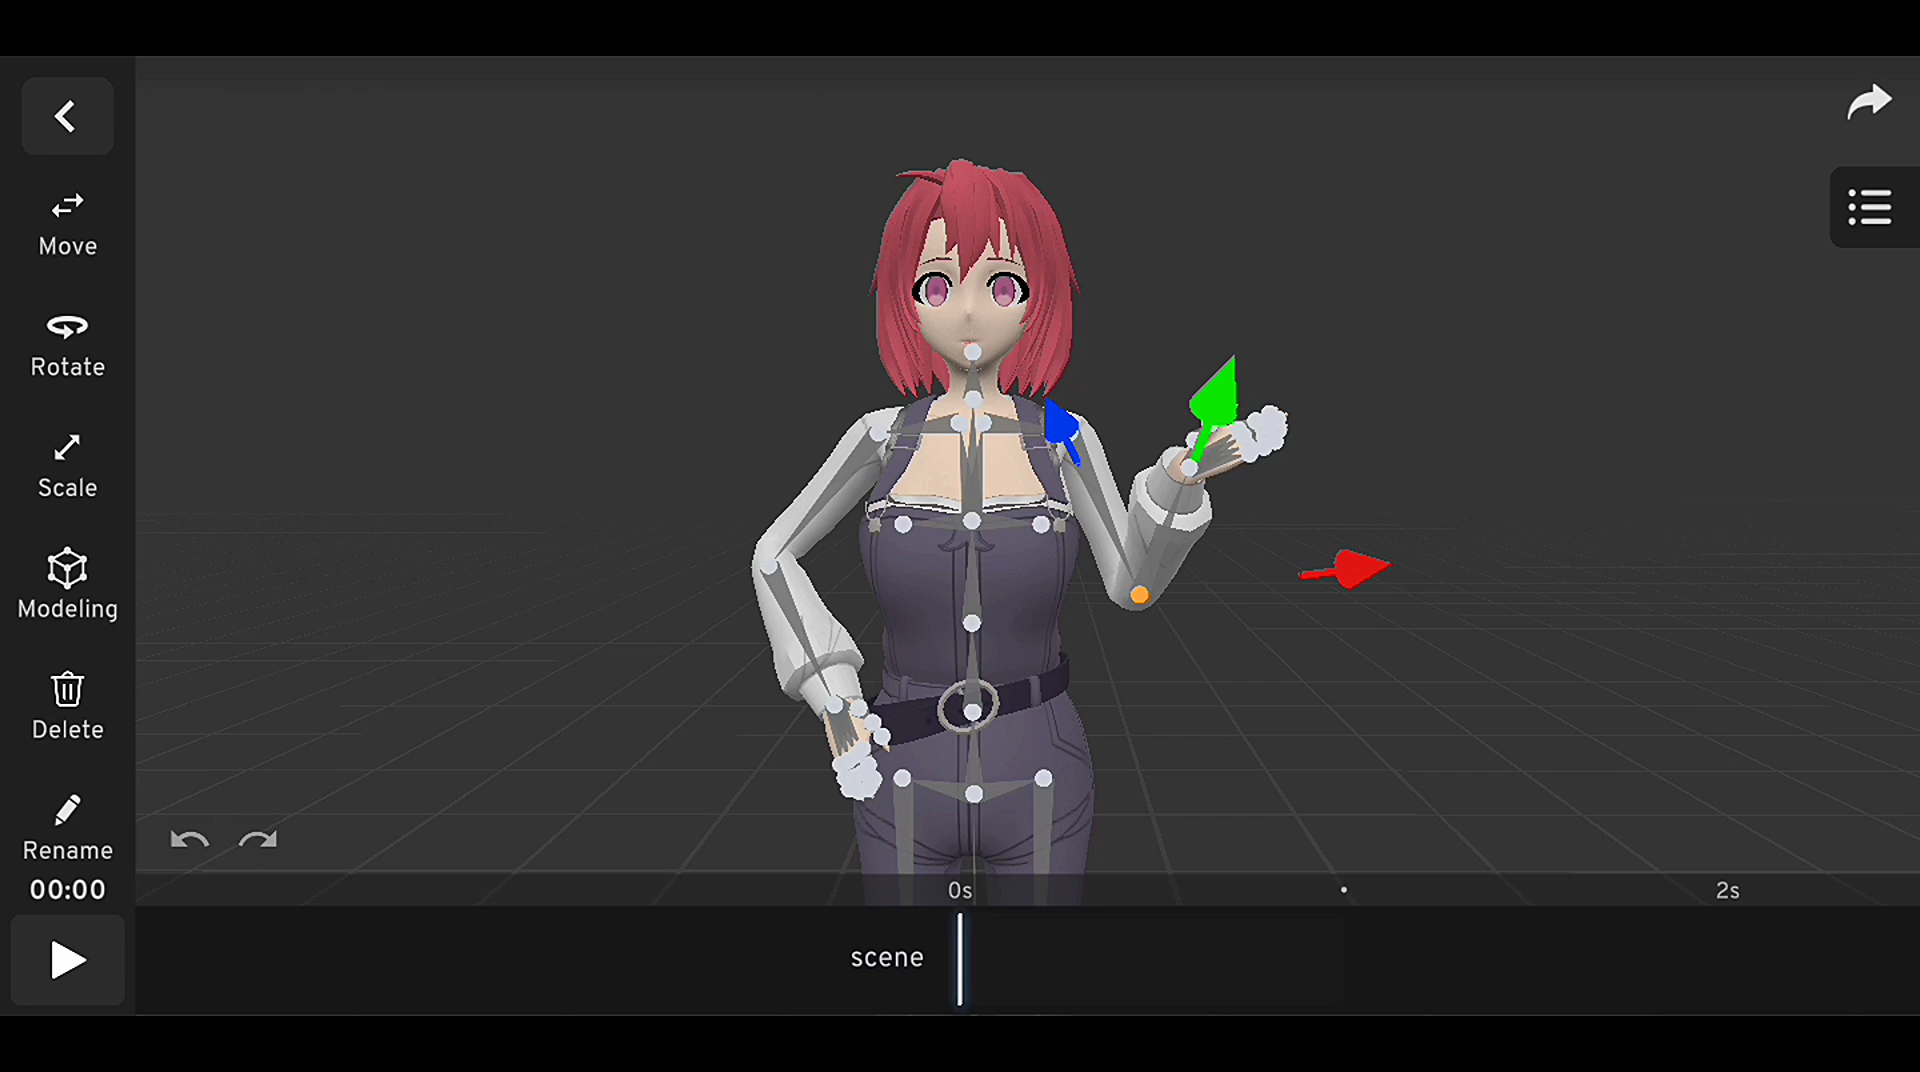 Move
Rotate
Scale
Modeling
Delete
Rename
00:00
0s
2s
scene